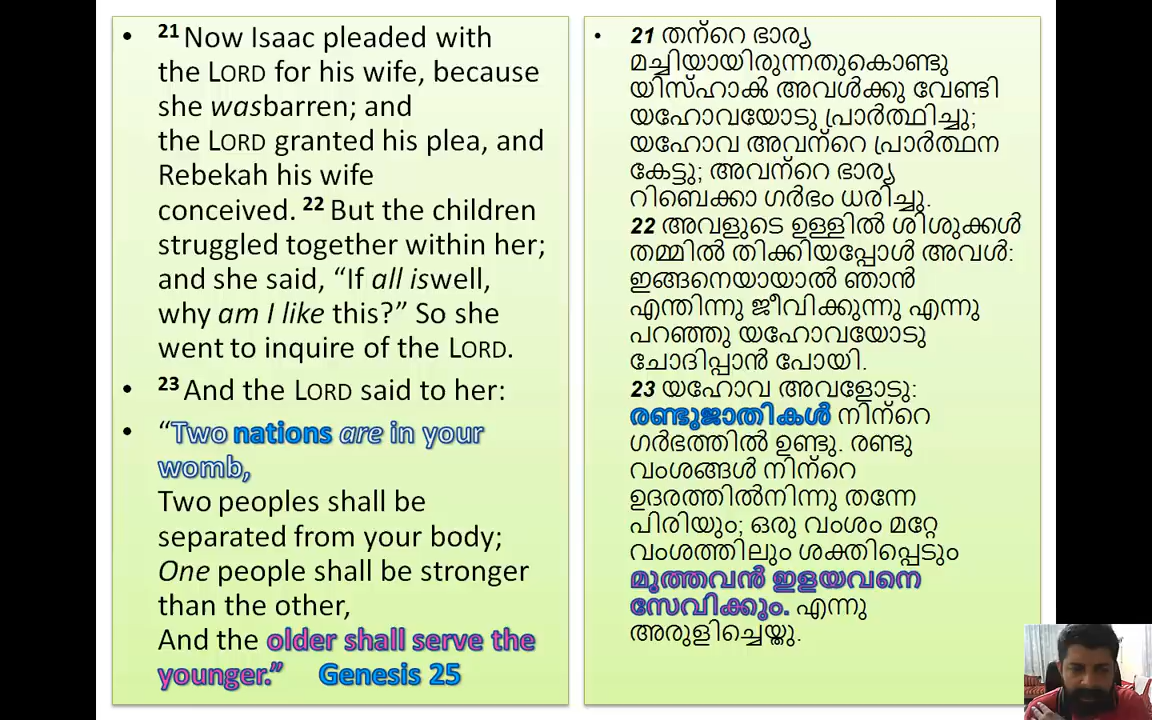 • 21 Now Isaac pleaded with
the LORD for his wife, because
she wasbarren; and
the LORD granted his plea, and
Rebekah his wife
conceived. 22 But the children
struggled together within her;
and she said, “If all iswell,
why am I like this?” So she
went to inquire of the LORD.
• 23 And the LORD said to her:
• “Two nations are in your
womb,
Two peoples shall be
separated from your body;
One people shall be stronger
than the other,
And the older shall serve the
younger.” Genesis 25
• 21 തന്റെ ഭാര്യ
മച്ചിയായിരുന്നതുകൊണ്ടു
യിസ്ഹാൿ അവൾക്കു വേണ്ടി
യഹോവയോടു പ്രാർത്ഥിച്ചു;
യഹോവ അവന്റെ പ്രാർത്ഥന
കേട്ടു; അവന്റെ ഭാര്യ
റിബെക്കാ ഗർഭം ധരിച്ചു.
22 അവളുടെ ഉള്ളിൽ ശിശുക്കൾ
തമ്മിൽ തിക്കിയപ്പോൾ അവൾ:
ഇങ്ങനെയായാൽ ഞാൻ
എന്തിന്നു ജീവിക്കുന്നു എന്നു
പറഞ്ഞു യഹോവയോടു
ചോദിപ്പാൻ പോയി.
23 യഹോവ അവളോടു:
രണ്ടുജാതികൾ നിന്റെ
ഗർഭത്തിൽ ഉണ്ടു. രണ്ടു
വംശങ്ങൾ നിന്റെ
ഉദരത്തിൽനിന്നു തന്നേ
പിരിയും; ഒരു വംശം മറ്റേ
വംശത്തിലും ശക്തിപ്പെടും
മൂത്തവൻ ഇളയവനെ
സേവിക്കും. എന്നു
അരുളിച്ചെയ്തു.